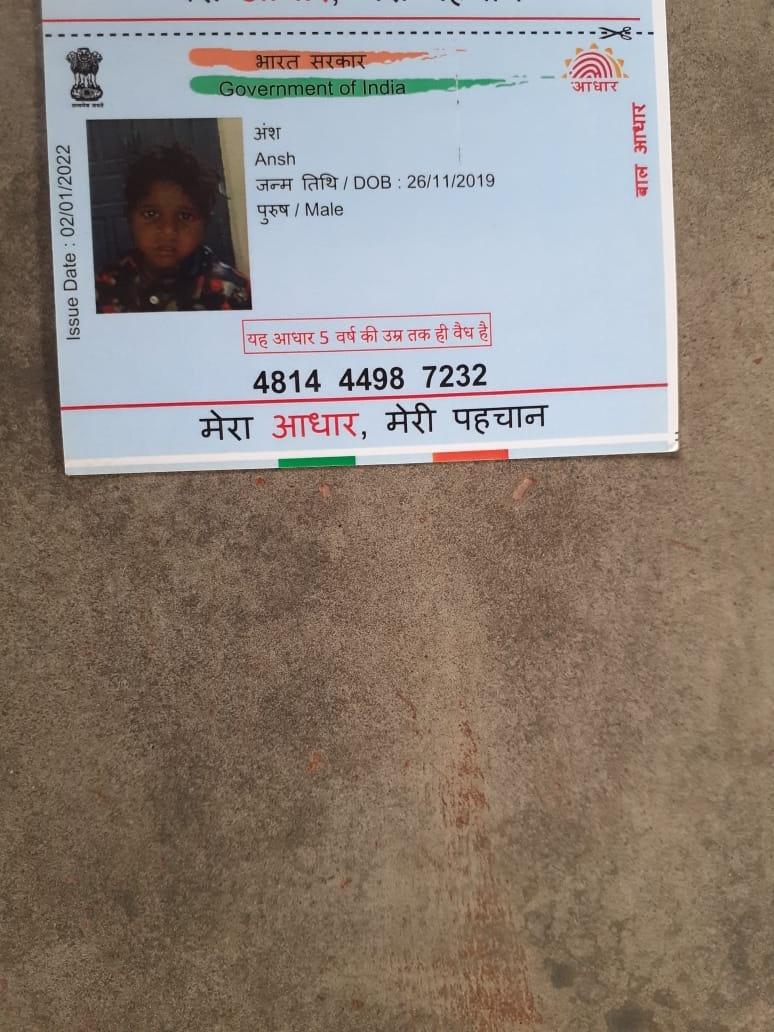 भारत सरकार
Government of India
आधार
बाल आधार
Issue Date : 02/01/2022
अंश
Ansh
जन्म तिथि / DOB : 26/11/2019
पुरुष / Male
यह आधार 5 वर्ष की उम्र तक ही वैध है
4814 4498 7232
मेरा आधार, मेरी पहचान